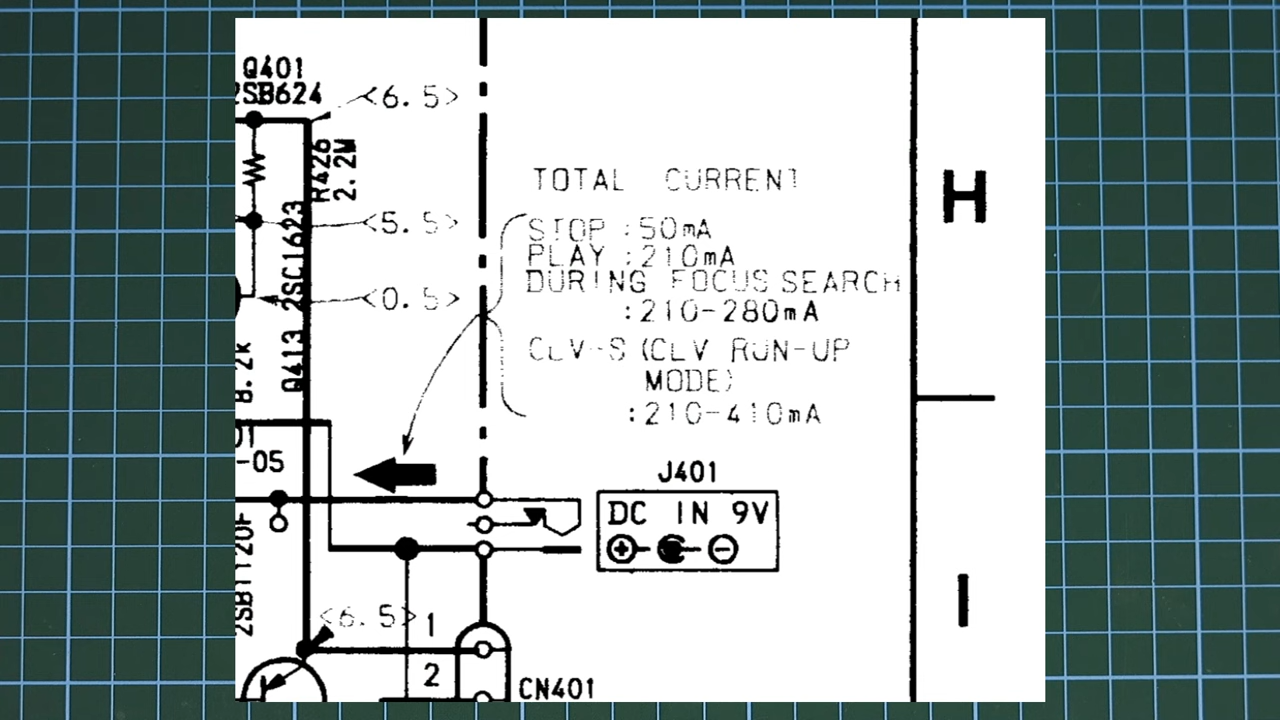 Q401
2SB624
<6.5>
R426
2.2M
TOTAL CURRENT
H
2SC1623
<5.5>
STOP :50mA
PLAY :210mA
DURING FOCUS SEARCH
:210-280mA
<0.5>
Q413
8.2k
CLV-S (CLV RUN-UP
MODE)
:210-410mA
-05
J401
DC IN 9V
+ -
I
<6.5>
1
2
CN401